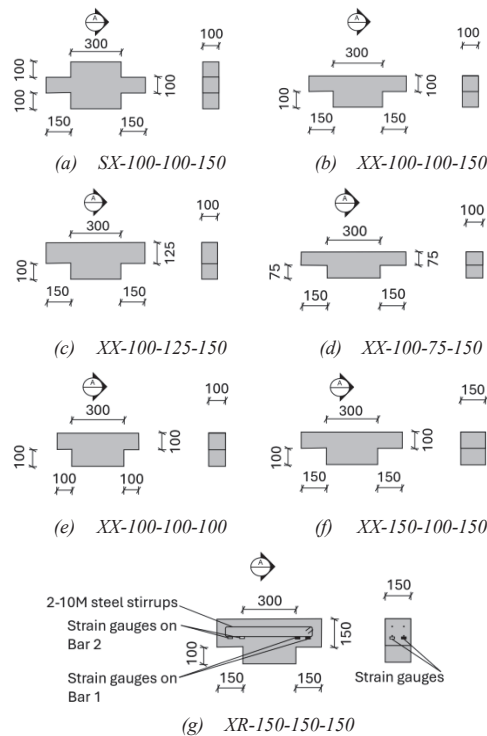 A
A
300
100
300
100
100
100
100
100
100
150
150
150
150
(a) SX-100-100-150
(b) XX-100-100-150
A
A
300
100
300
100
125
100
75
75
150
150
150
150
(c) XX-100-125-150
(d) XX-100-75-150
A
A
300
100
300
150
100
100
100
100
100
100
150
150
(e) XX-100-100-100
(f) XX-150-100-150
A
300
150
2-10M steel stirrups
Strain gauges on
Bar 2
150
100
Strain gauges on
Bar 1
150
150
Strain gauges
(g) XR-150-150-150